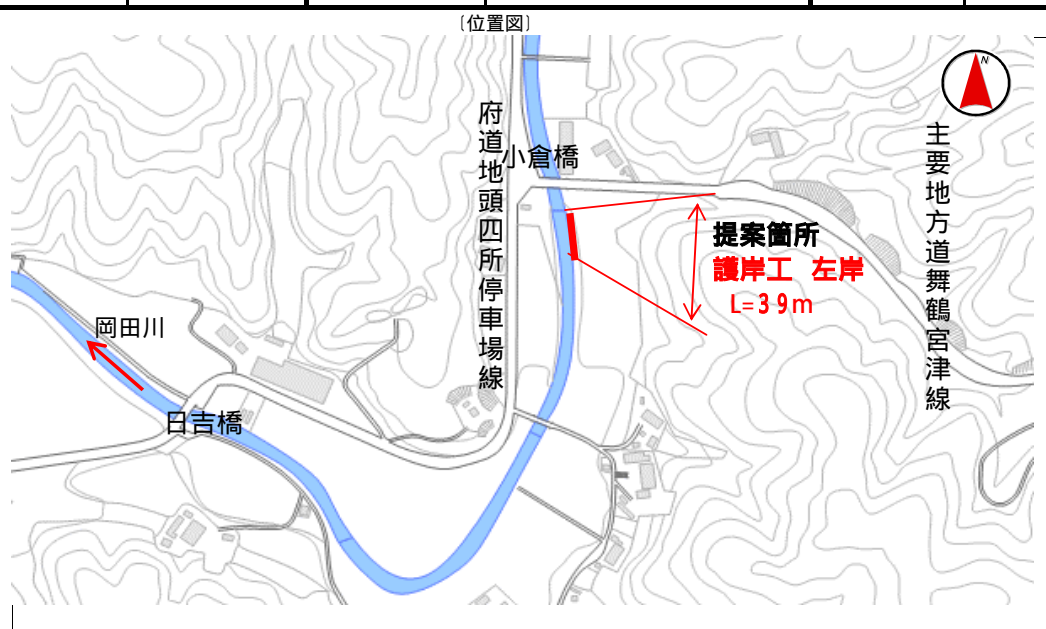 ［位置図］
N
府道地頭四所停車場線
小倉橋
主要地方道舞鶴宮津線
提案箇所
護岸工 左岸
L=39m
岡田川
日吉橋